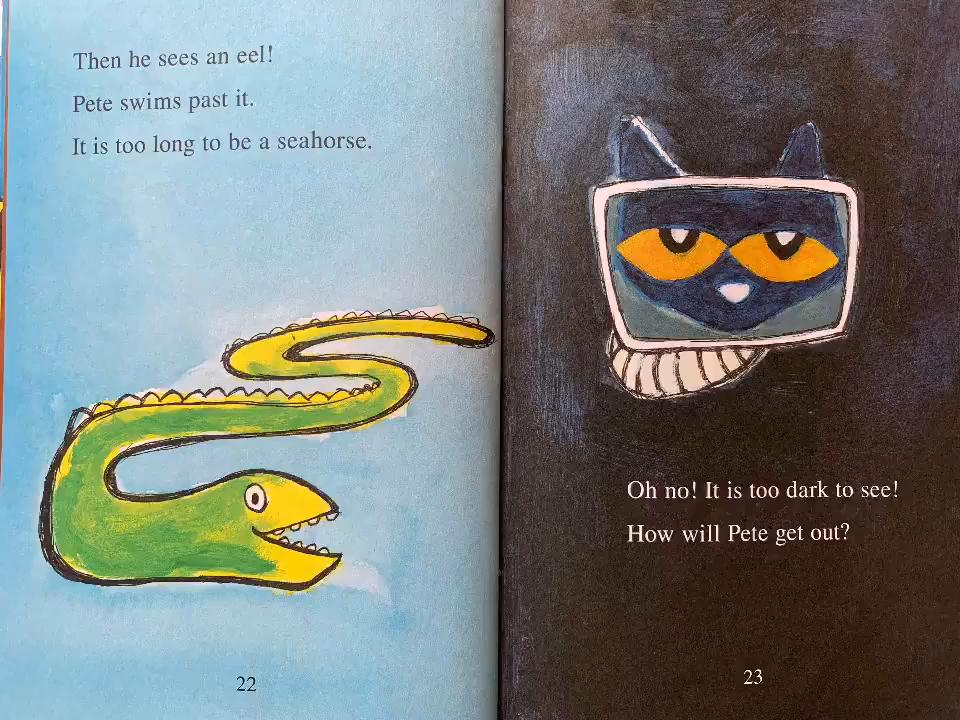 Then he sees an eel!
Pete swims past it.
It is too long to be a seahorse.
22
Oh no! It is too dark to see!
How will Pete get out?
23